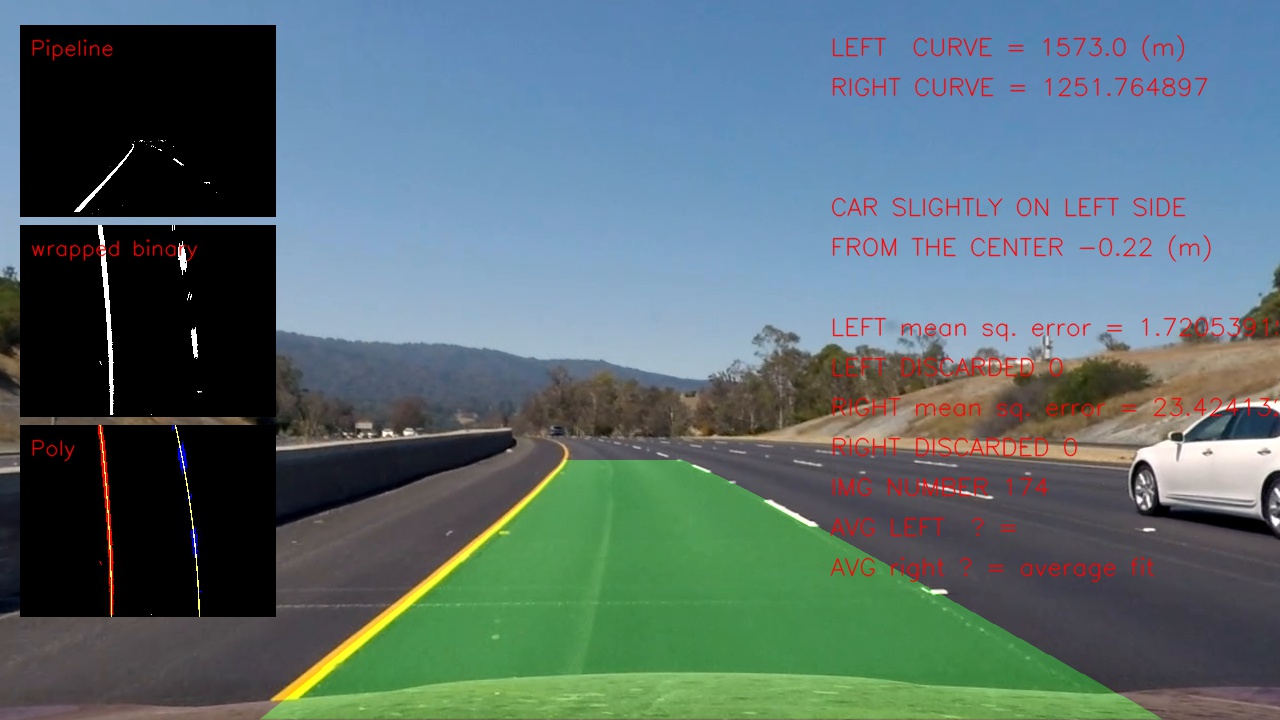 Pipeline
wrapped binary
Poly
LEFT CURVE = 1573.0 (m)
RIGHT CURVE = 1251.764897
CAR SLIGHTLY ON LEFT SIDE
FROM THE CENTER -0.22 (m)
LEFT mean sq. error = 1.7205391
LEFT DISCARDED 0
RIGHT mean sq. error = 23.424132
RIGHT DISCARDED 0
IMG NUMBER 174
AVG LEFT ? =
AVG right ? = average fit